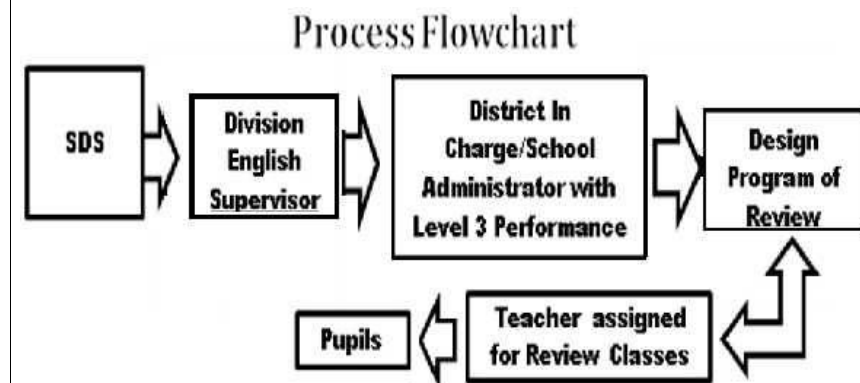 Process Flowchart
SDS
Division
English
Supervisor
District In
Charge/School
Administrator with
Level 3 Performance
Design
Program of
Review
Teacher assigned
for Review Classes
Pupils